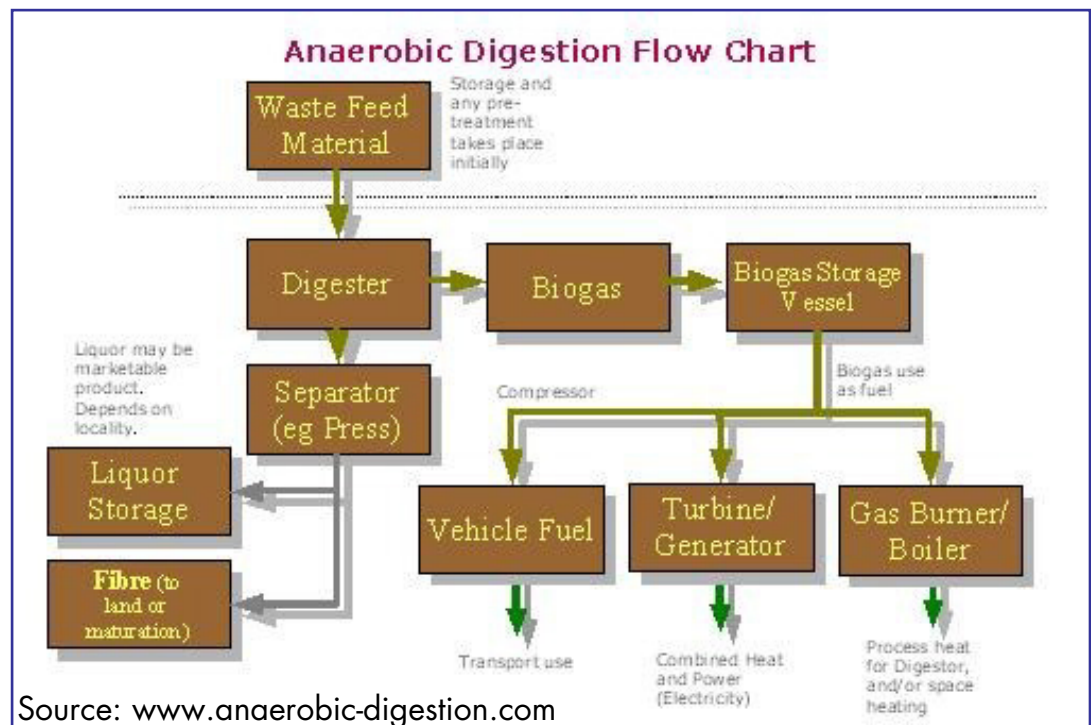 Anaerobic Digestion Flow Chart
Waste Feed
Material
Storage and
any pre-
treatment
takes place
initially
Digester
Biogas
Biogas Storage
Vessel
Liquor may be
marketable
product.
Depends on
locality.
Separator
(eg Press)
Compressor
Biogas use
as fuel
Liquor
Storage
Vehicle Fuel
Turbine/
Generator
Gas Burner/
Boiler
Fibre (to
land or
maturation)
Transport use
Combined Heat
and Power
(Electricity)
Process heat
for Digestor,
and/or space
heating
Source: www.anaerobic-digestion.com